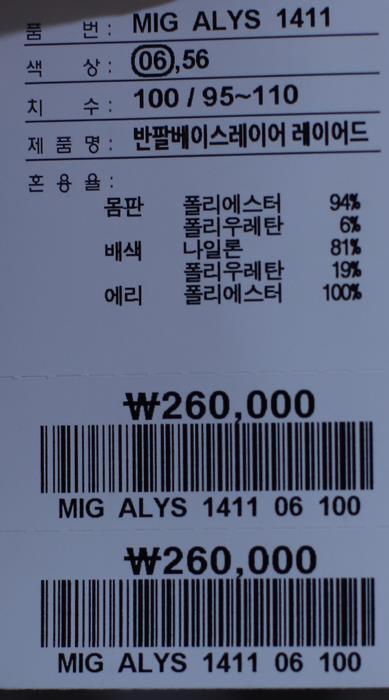 품 번 : MIG ALYS 1411
색 상 : 06,56
치 수 : 100 / 95~110
제 품 명 : 반팔베이스레이어 레이어드
혼 용 율 :
몸판 폴리에스터 94%
폴리우레탄 6%
배색 나일론 81%
폴리우레탄 19%
에리 폴리에스터 100%
₩260,000
MIG ALYS 1411 06 100
₩260,000
MIG ALYS 1411 06 100